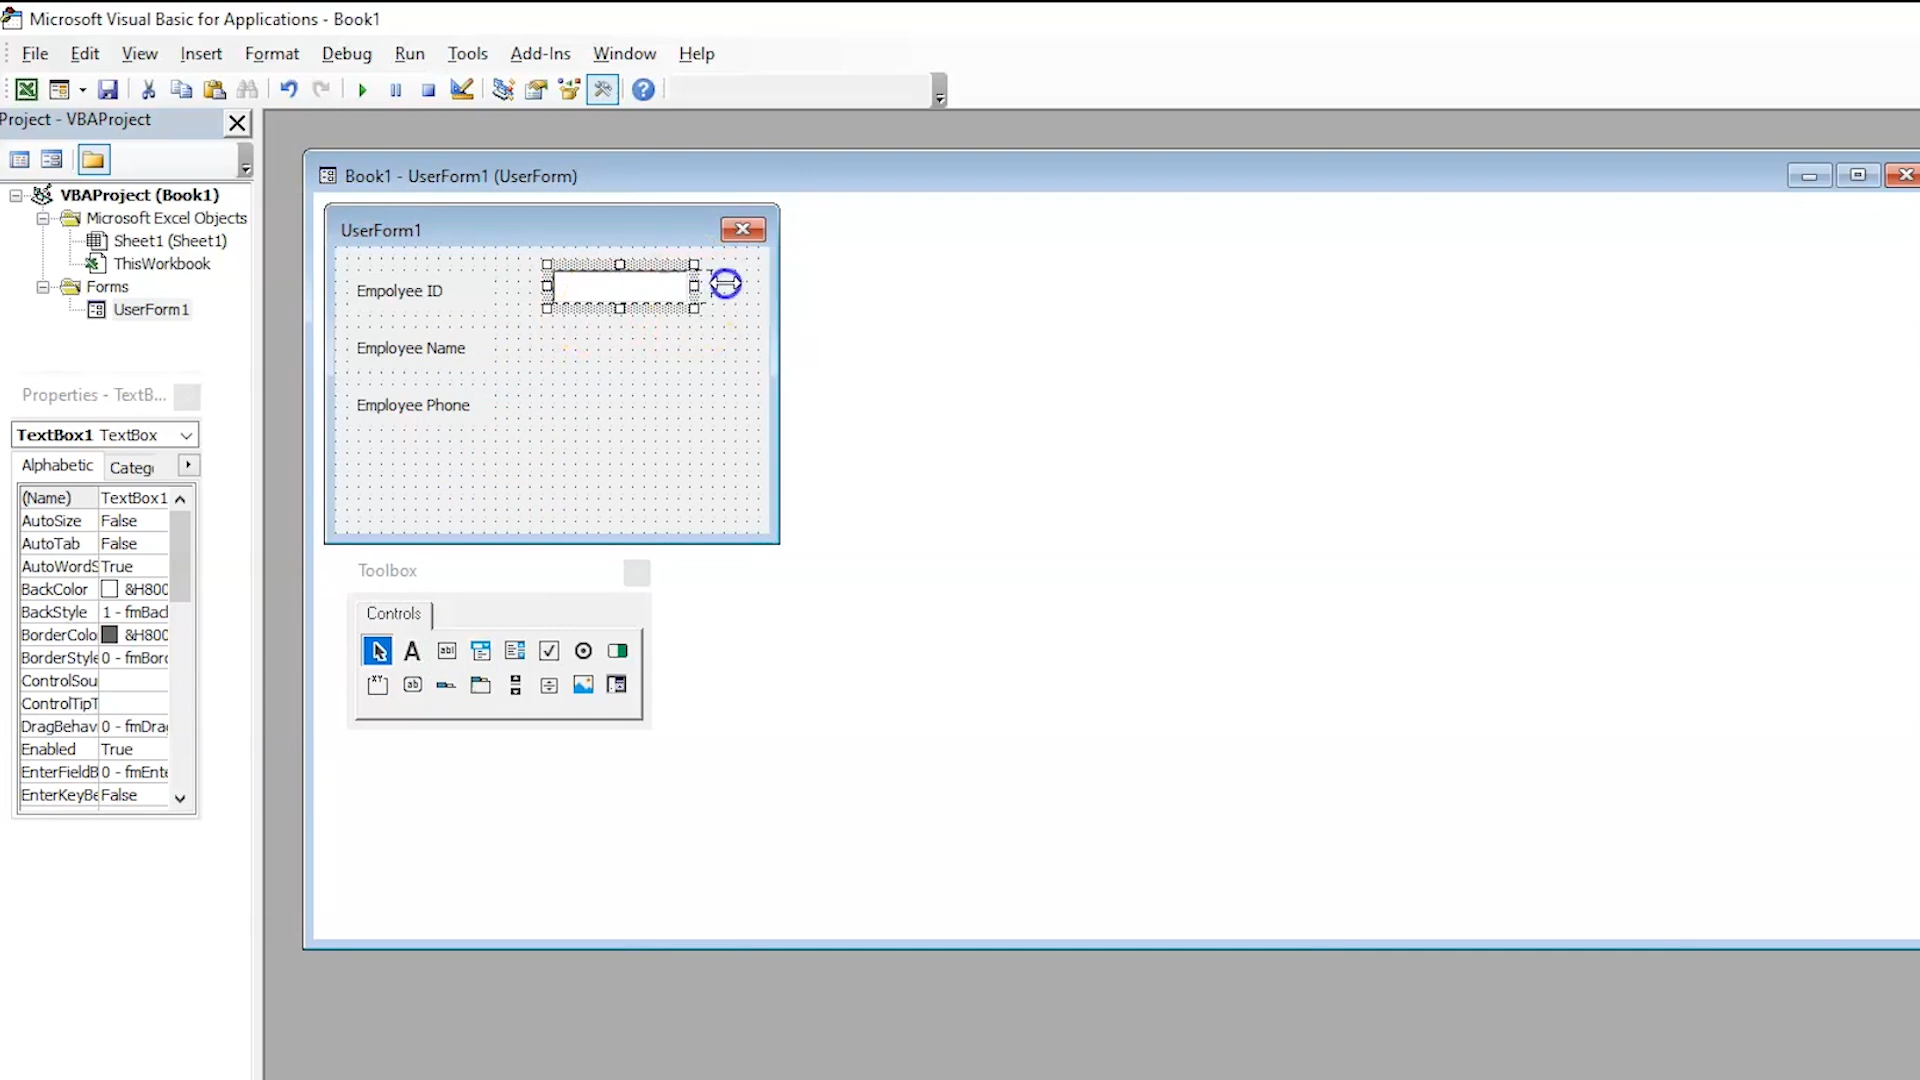 Microsoft Visual Basic for Applications - Book1
File Edit View Insert Format Debug Run Tools Add-Ins Window Help
Project - VBAProject
VBAProject (Book1)
Microsoft Excel Objects
Sheet1 (Sheet1)
ThisWorkbook
Forms
UserForm1
Properties - TextB...
TextBox1 TextBox
Alphabetic Categ
(Name) TextBox1
AutoSize False
AutoTab False
AutoWordS True
BackColor &H800
BackStyle 1 - fmBac
BorderColo &H800
BorderStyle 0 - fmBor
ControlSou
ControlTipT
DragBehav 0 - fmDra
Enabled True
EnterFieldB 0 - fmEnt
EnterKeyBe False
Book1 - UserForm1 (UserForm)
UserForm1
Empolyee ID
Employee Name
Employee Phone
Toolbox
Controls
A abl
XY ab